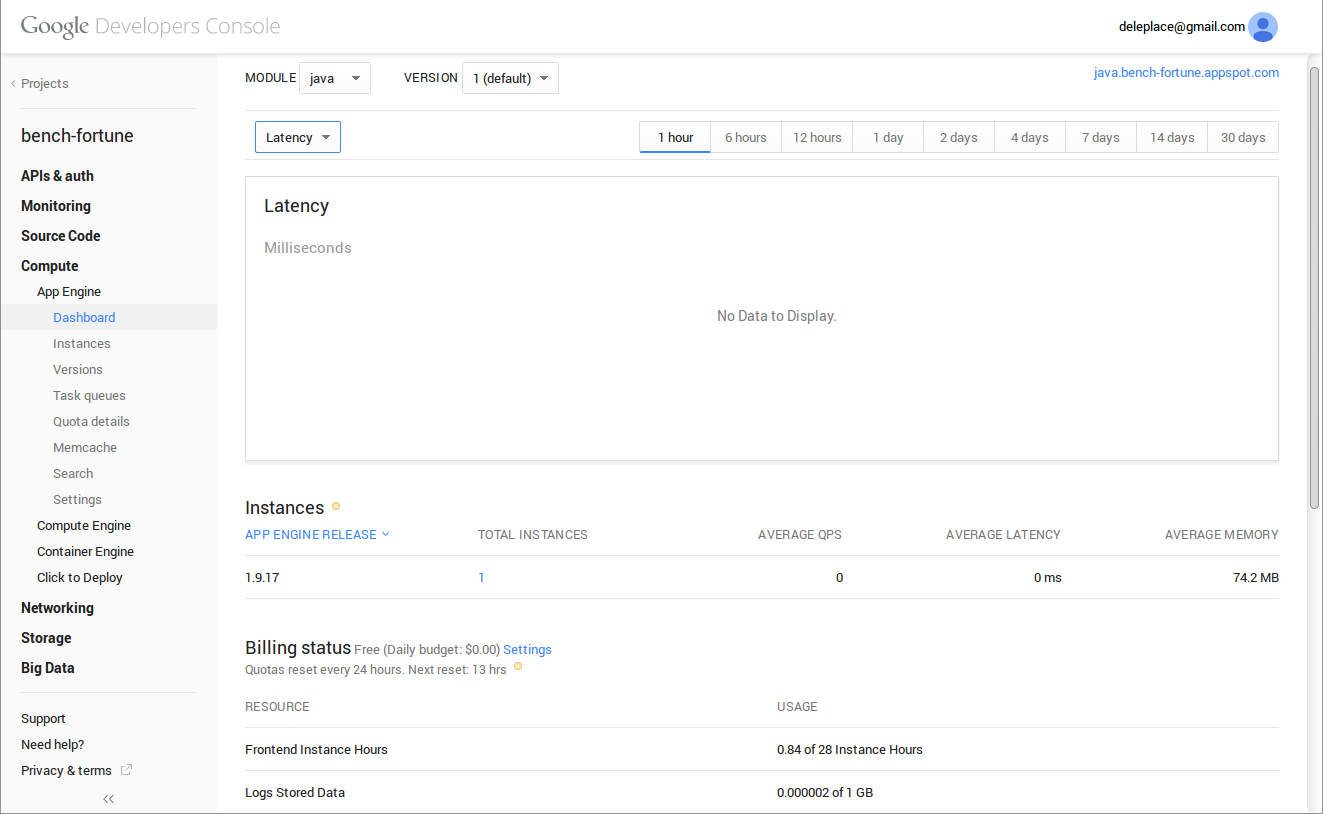 Google Developers Console
deleplace@gmail.com
< Projects
bench-fortune
APIs & auth
Monitoring
Source Code
Compute
App Engine
Dashboard
Instances
Versions
Task queues
Quota details
Memcache
Search
Settings
Compute Engine
Container Engine
Click to Deploy
Networking
Storage
Big Data
Support
Need help?
Privacy & terms
MODULE java VERSION 1 (default) java.bench-fortune.appspot.com
Latency 1 hour 6 hours 12 hours 1 day 2 days 4 days 7 days 14 days 30 days
Latency
Milliseconds
No Data to Display.
Instances
APP ENGINE RELEASE TOTAL INSTANCES AVERAGE QPS AVERAGE LATENCY AVERAGE MEMORY
1.9.17 1 0 0 ms 74.2 MB
Billing status Free (Daily budget: $0.00) Settings
Quotas reset every 24 hours. Next reset: 13 hrs
RESOURCE USAGE
Frontend Instance Hours 0.84 of 28 Instance Hours
Logs Stored Data 0.000002 of 1 GB